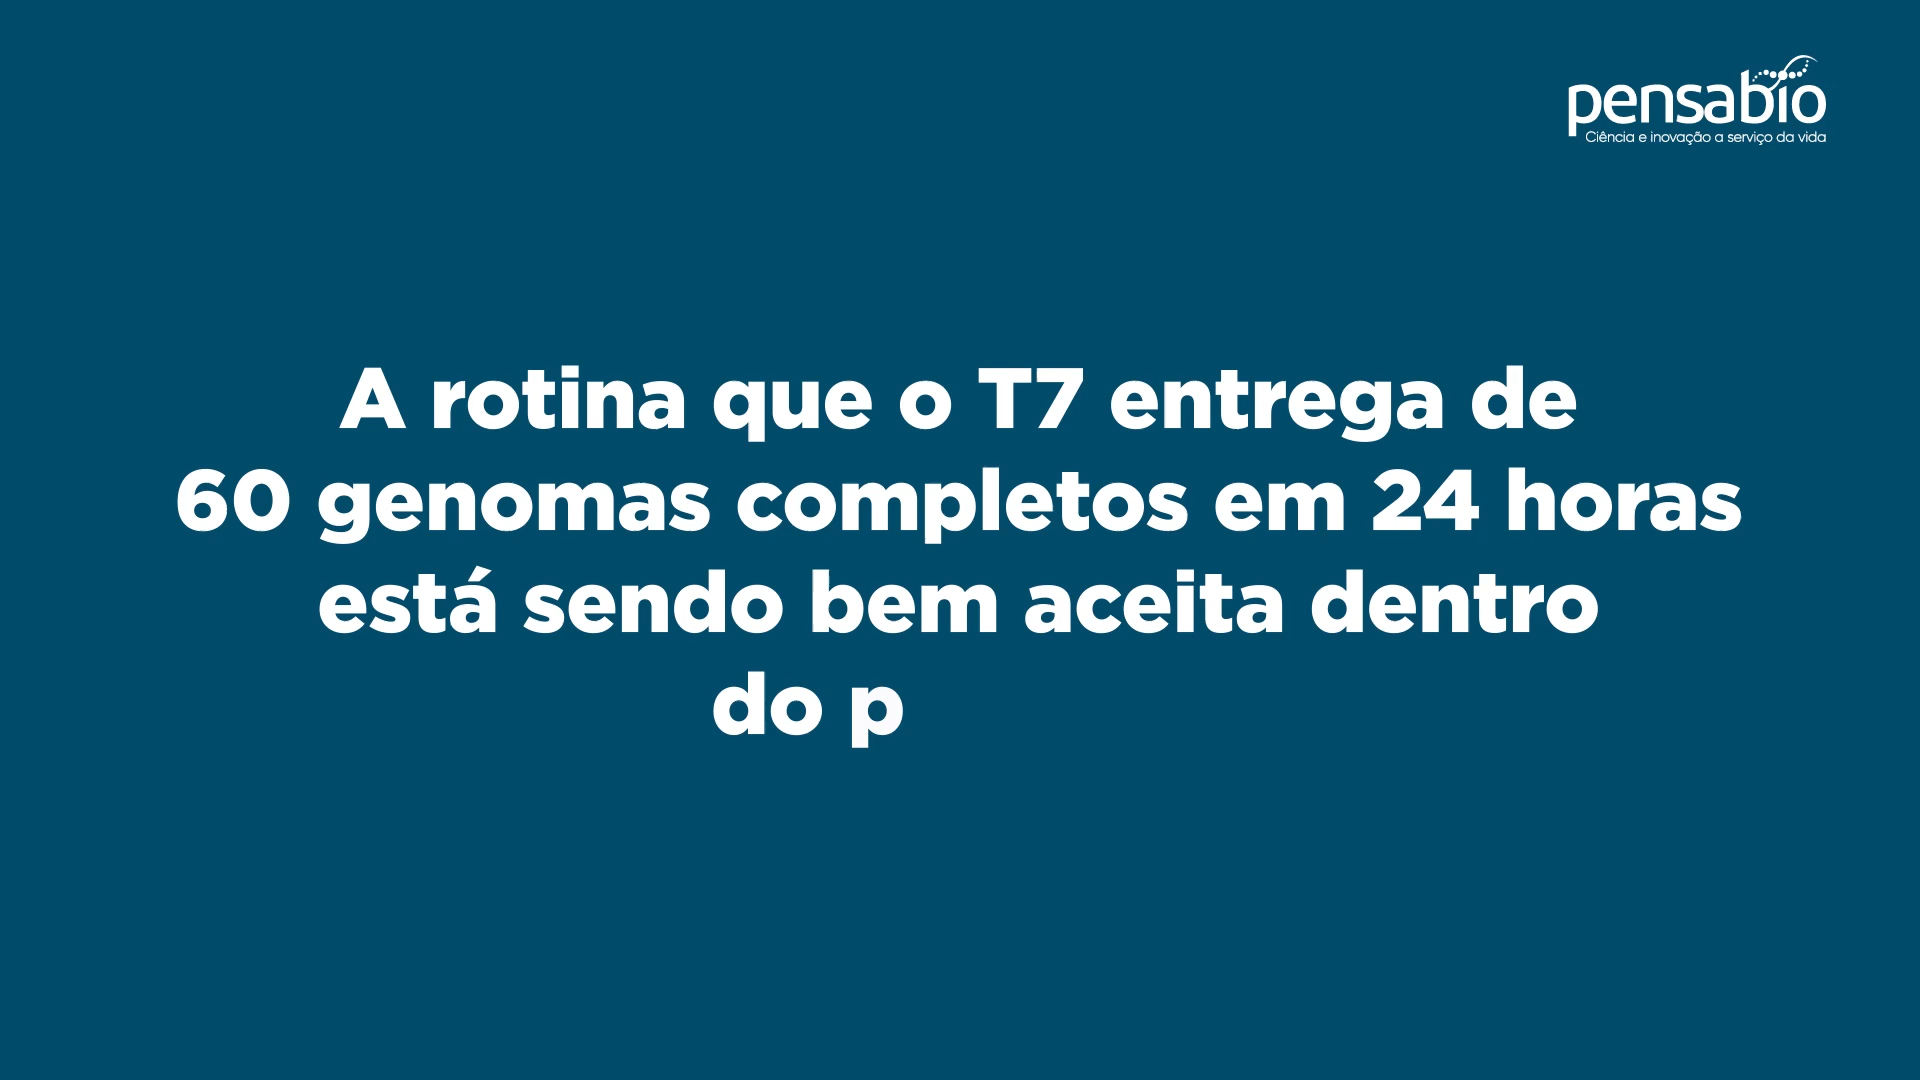 pensabio
Ciência e inovação a serviço da vida
A rotina que o T7 entrega de
60 genomas completos em 24 horas
está sendo bem aceita dentro
do p